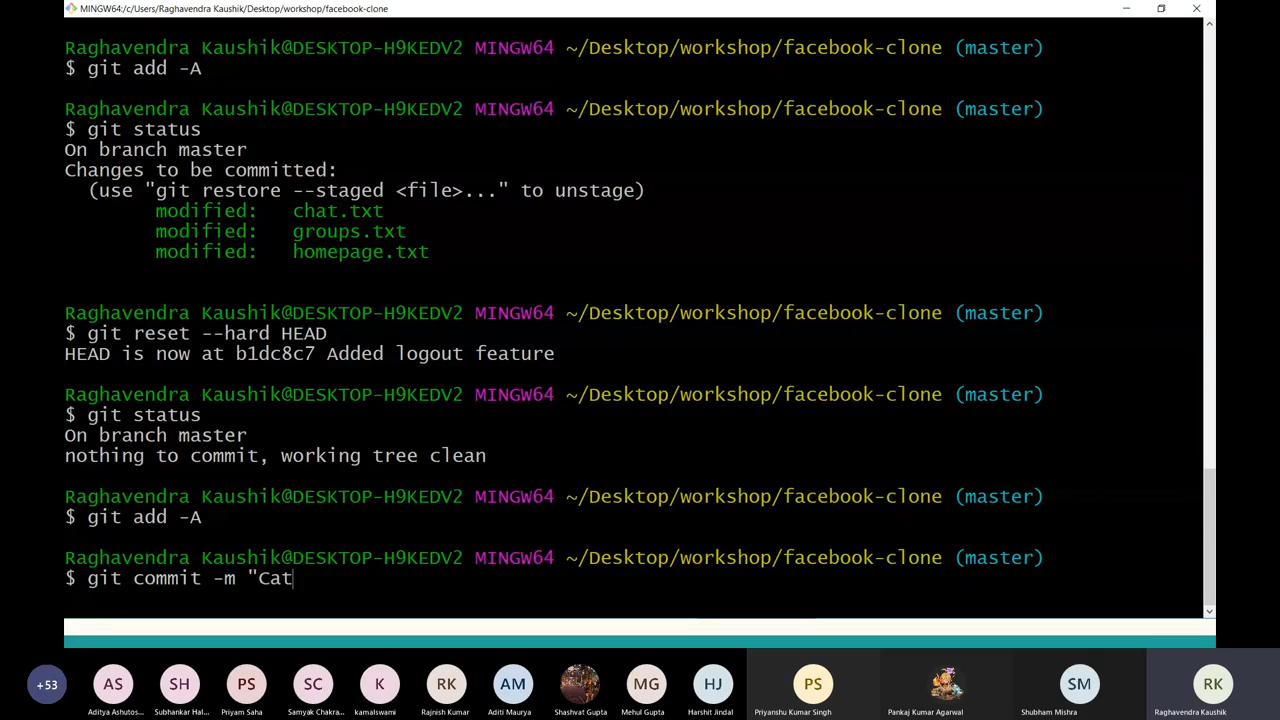 MINGW64:/c/Users/Raghavendra Kaushik/Desktop/workshop/facebook-clone
Raghavendra Kaushik@DESKTOP-H9KEDV2 MINGW64 ~/Desktop/workshop/facebook-clone (master)
$ git add -A
Raghavendra Kaushik@DESKTOP-H9KEDV2 MINGW64 ~/Desktop/workshop/facebook-clone (master)
$ git status
On branch master
Changes to be committed:
(use "git restore --staged <file>..." to unstage)
modified: chat.txt
modified: groups.txt
modified: homepage.txt
Raghavendra Kaushik@DESKTOP-H9KEDV2 MINGW64 ~/Desktop/workshop/facebook-clone (master)
$ git reset --hard HEAD
HEAD is now at b1dc8c7 Added logout feature
Raghavendra Kaushik@DESKTOP-H9KEDV2 MINGW64 ~/Desktop/workshop/facebook-clone (master)
$ git status
On branch master
nothing to commit, working tree clean
Raghavendra Kaushik@DESKTOP-H9KEDV2 MINGW64 ~/Desktop/workshop/facebook-clone (master)
$ git add -A
Raghavendra Kaushik@DESKTOP-H9KEDV2 MINGW64 ~/Desktop/workshop/facebook-clone (master)
$ git commit -m "Cat
+53 AS SH PS SC K RK AM MG HJ PS SM RK
Aditya Ashutos... Subhankar Hal... Priyam Saha Samyak Chakra... kamalswami Rajnish Kumar Aditi Maurya Shashvat Gupta Mehul Gupta Harshit Jindal Priyanshu Kumar Singh Pankaj Kumar Agarwal Shubham Mishra Raghavendra Kaushik